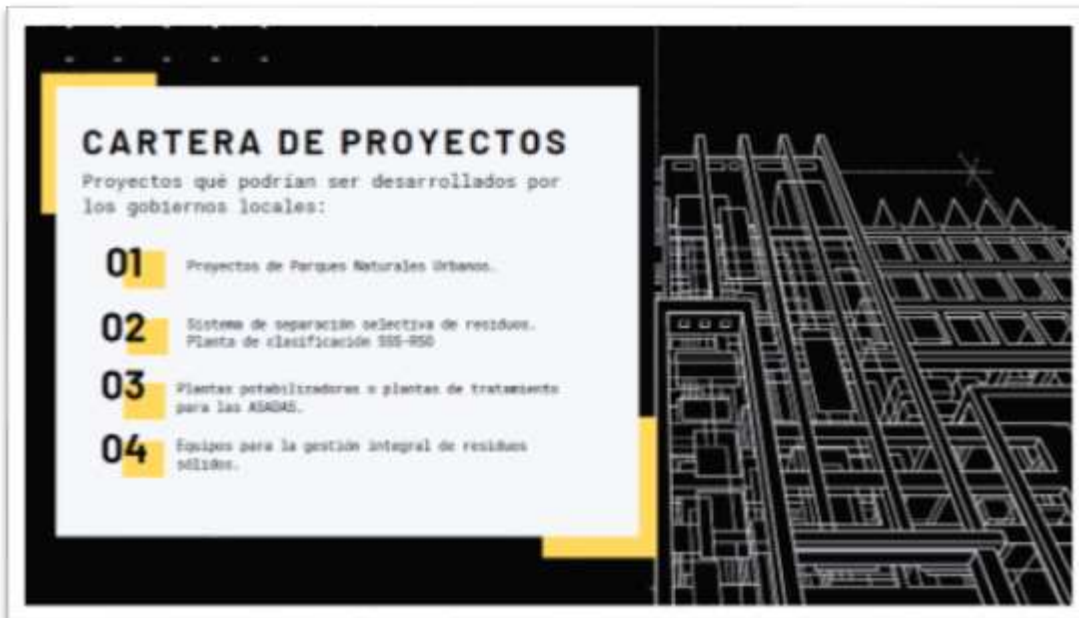 CARTERA DE PROYECTOS
Proyectos qué podrían ser desarrollados por
los gobiernos locales:
01
Proyectos de Parques Naturales Urbanos.
02
Sistema de separación selectiva de residuos.
Planta de clasificación SSS-RSO
03
Plantas potabilizadoras o plantas de tratamiento
para las ASADAS.
04
Equipos para la gestión integral de residuos
sólidos.